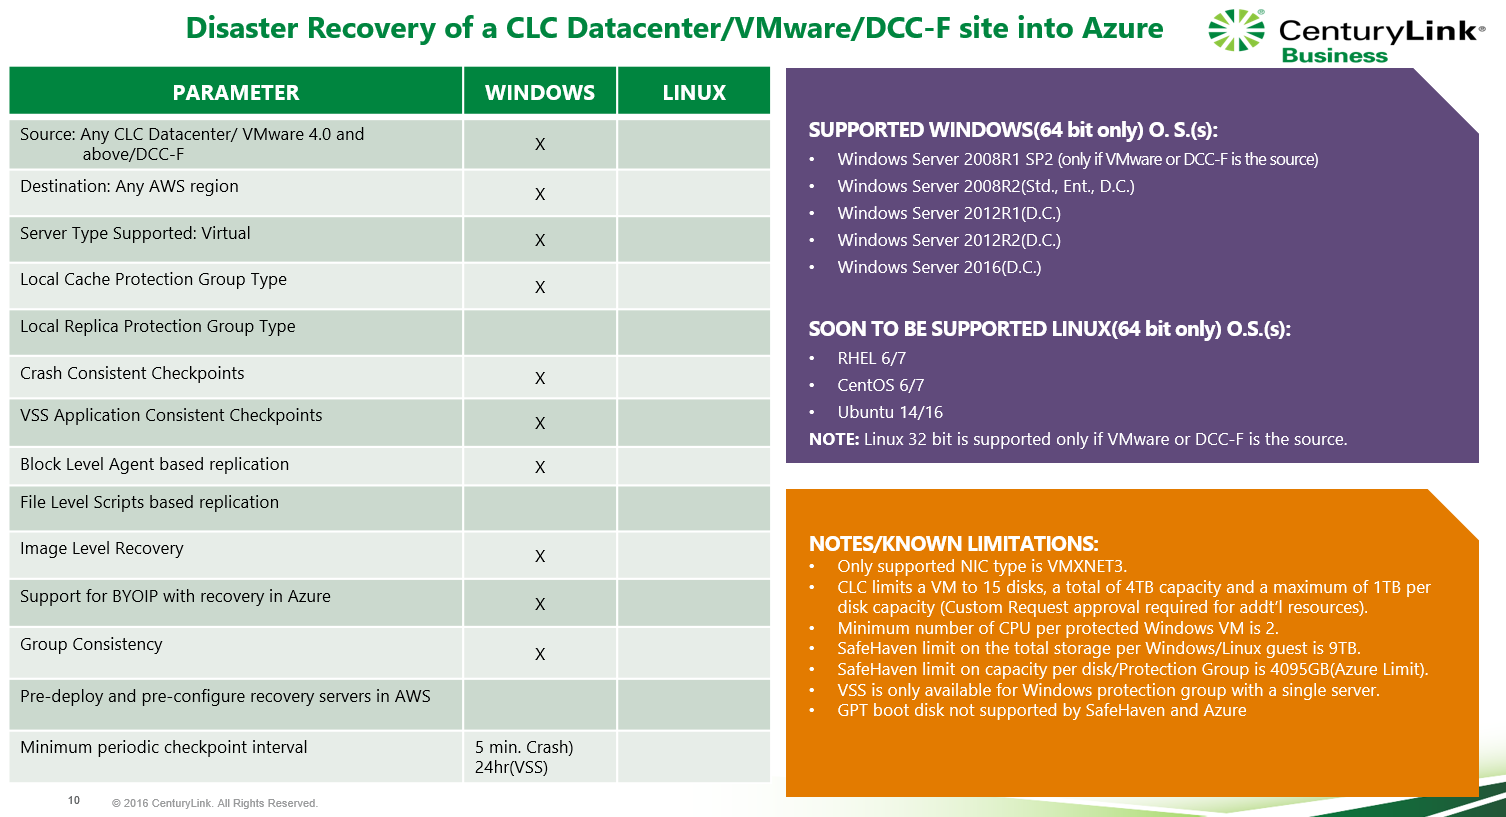 Disaster Recovery of a CLC Datacenter/VMware/DCC-F site into Azure
CenturyLink®
Business
PARAMETER WINDOWS LINUX
Source: Any CLC Datacenter/ VMware 4.0 and
above/DCC-F X
Destination: Any AWS region X
Server Type Supported: Virtual X
Local Cache Protection Group Type X
Local Replica Protection Group Type
Crash Consistent Checkpoints X
VSS Application Consistent Checkpoints X
Block Level Agent based replication X
File Level Scripts based replication
Image Level Recovery X
Support for BYOIP with recovery in Azure X
Group Consistency X
Pre-deploy and pre-configure recovery servers in AWS
Minimum periodic checkpoint interval 5 min. Crash)
24hr(VSS)
SUPPORTED WINDOWS(64 bit only) O. S.(s):
• Windows Server 2008R1 SP2 (only if VMware or DCC-F is the source)
• Windows Server 2008R2(Std., Ent., D.C.)
• Windows Server 2012R1(D.C.)
• Windows Server 2012R2(D.C.)
• Windows Server 2016(D.C.)
SOON TO BE SUPPORTED LINUX(64 bit only) O.S.(s):
• RHEL 6/7
• CentOS 6/7
• Ubuntu 14/16
NOTE: Linux 32 bit is supported only if VMware or DCC-F is the source.
NOTES/KNOWN LIMITATIONS:
• Only supported NIC type is VMXNET3.
• CLC limits a VM to 15 disks, a total of 4TB capacity and a maximum of 1TB per
disk capacity (Custom Request approval required for addt'l resources).
• Minimum number of CPU per protected Windows VM is 2.
• SafeHaven limit on the total storage per Windows/Linux guest is 9TB.
• SafeHaven limit on capacity per disk/Protection Group is 4095GB(Azure Limit).
• VSS is only available for Windows protection group with a single server.
• GPT boot disk not supported by SafeHaven and Azure
10 © 2016 CenturyLink. All Rights Reserved.